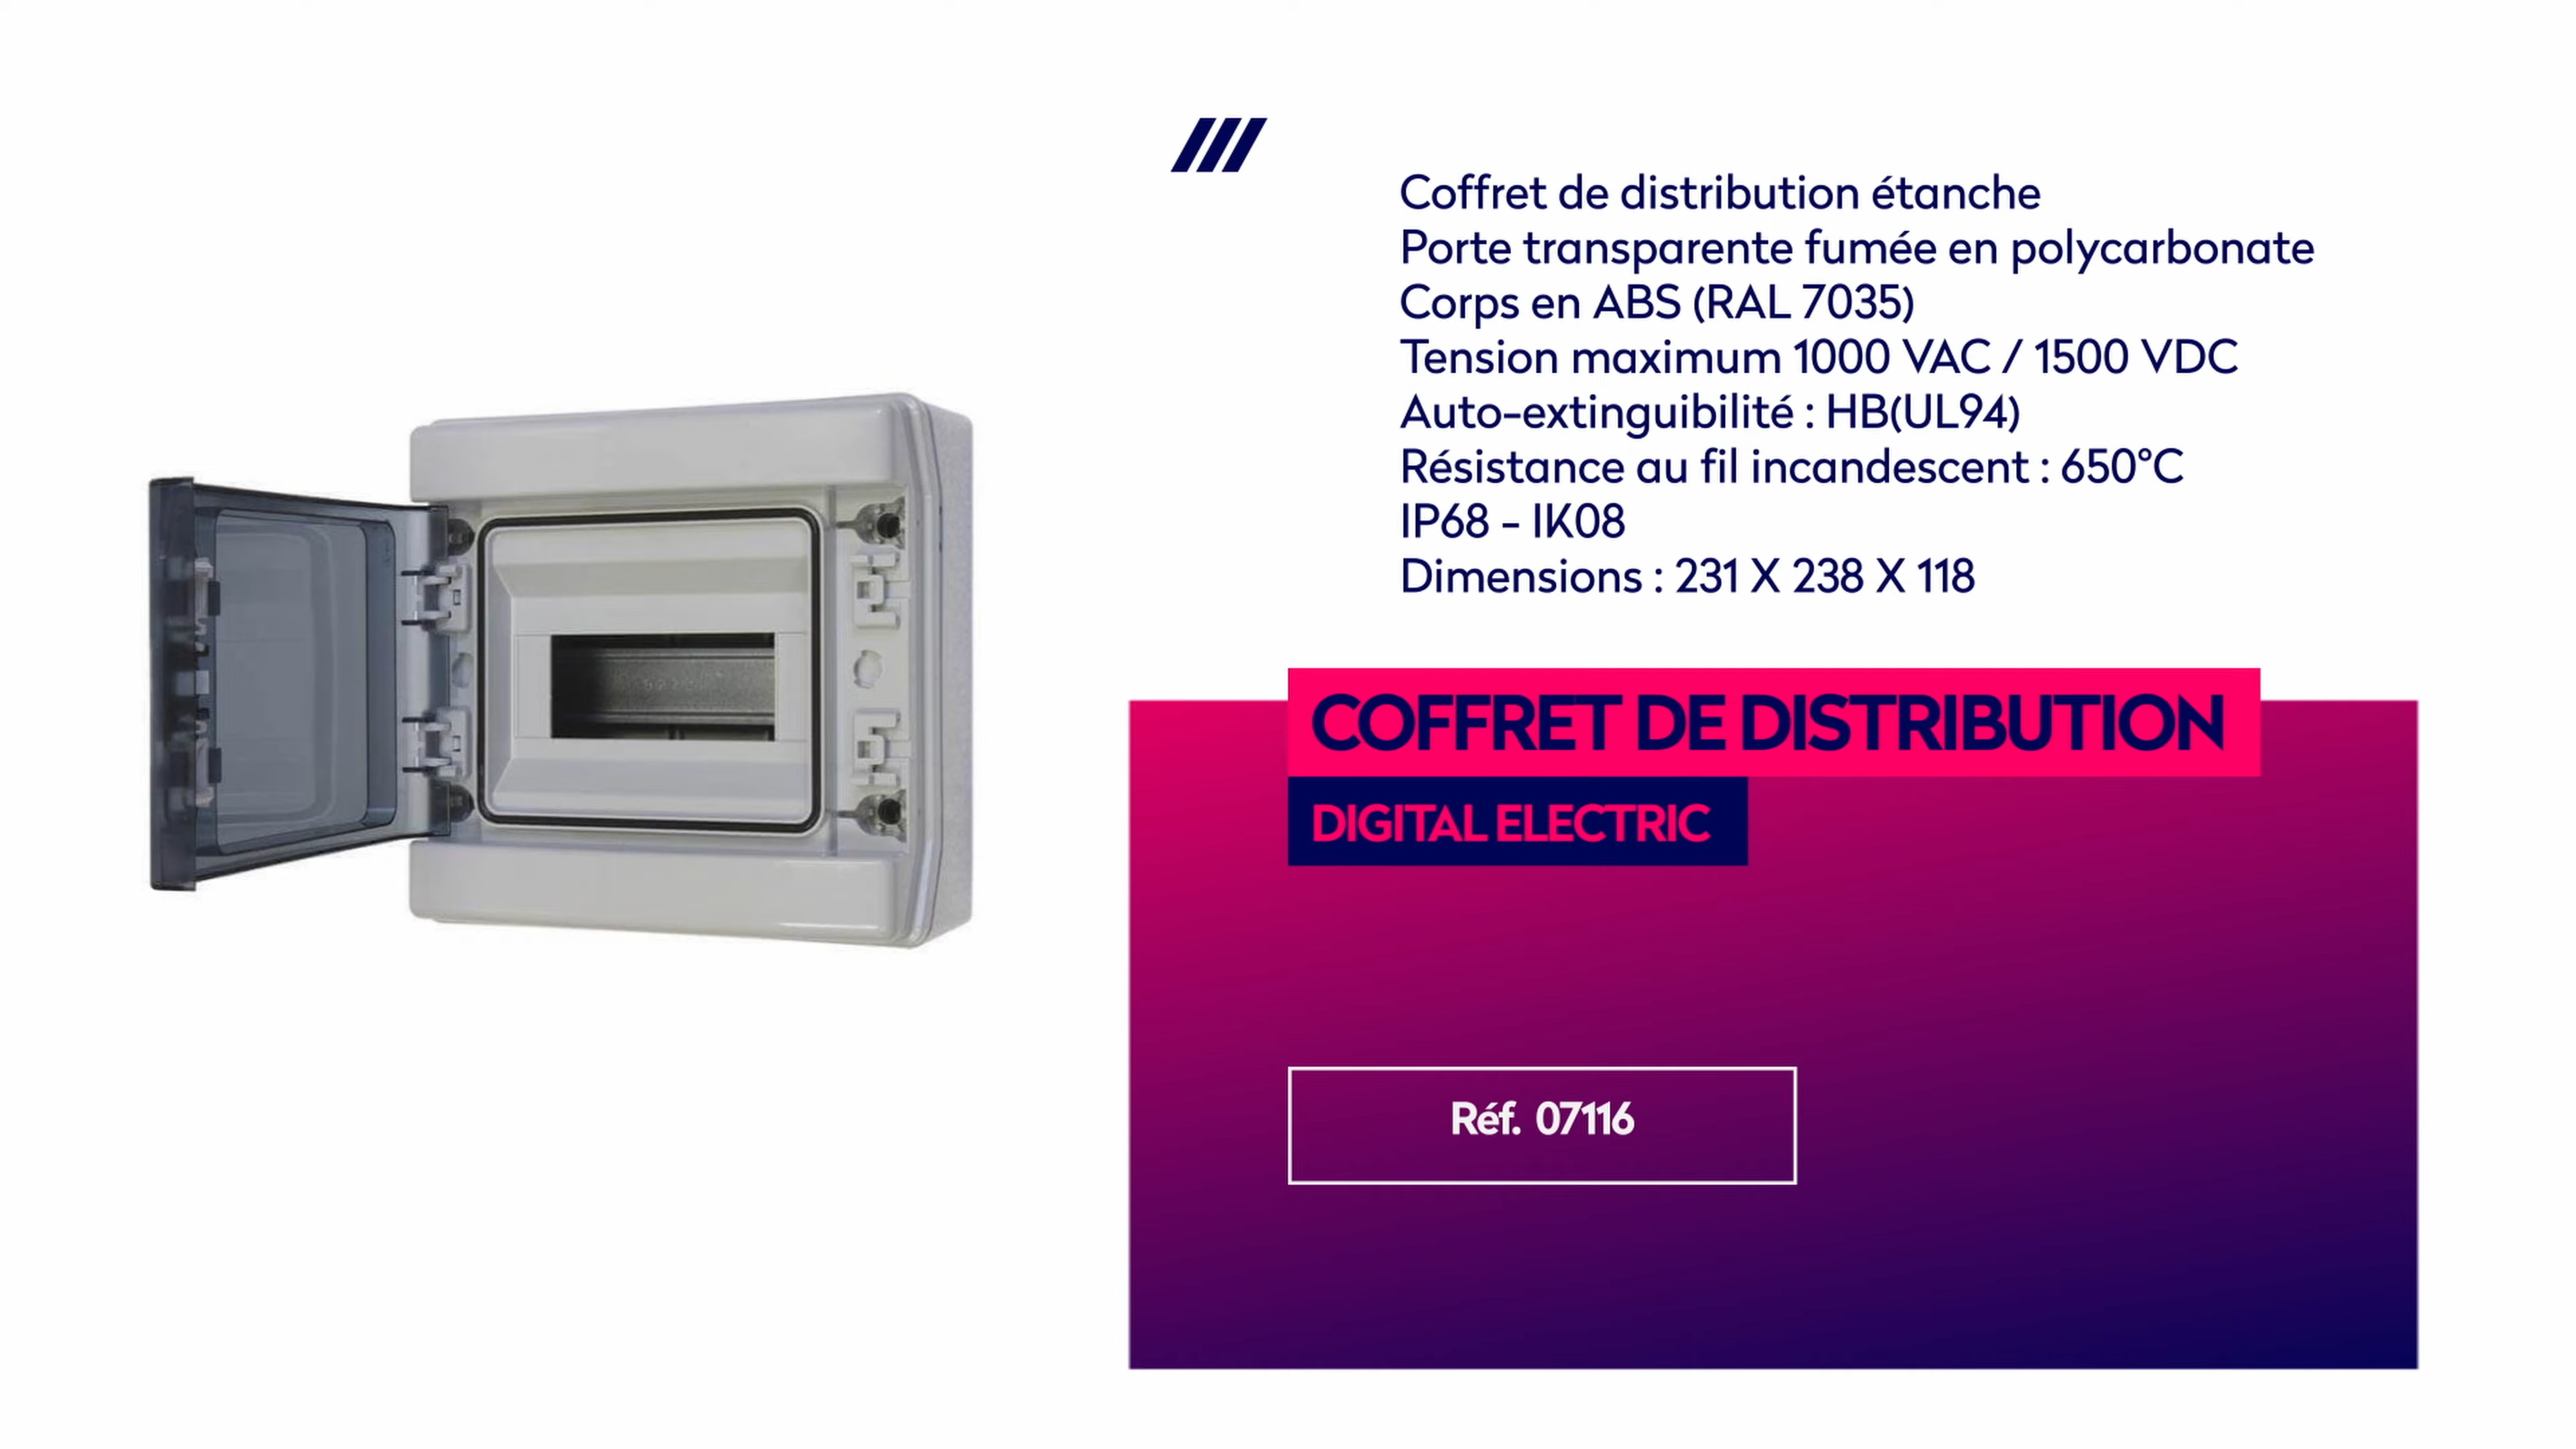 Coffret de distribution étanche
Porte transparente fumée en polycarbonate
Corps en ABS (RAL 7035)
Tension maximum 1000 VAC / 1500 VDC
Auto-extinguibilité : HB(UL94)
Résistance au fil incandescent : 650°C
IP68 - IK08
Dimensions : 231 X 238 X 118
COFFRET DE DISTRIBUTION
DIGITAL ELECTRIC
Réf. 07116